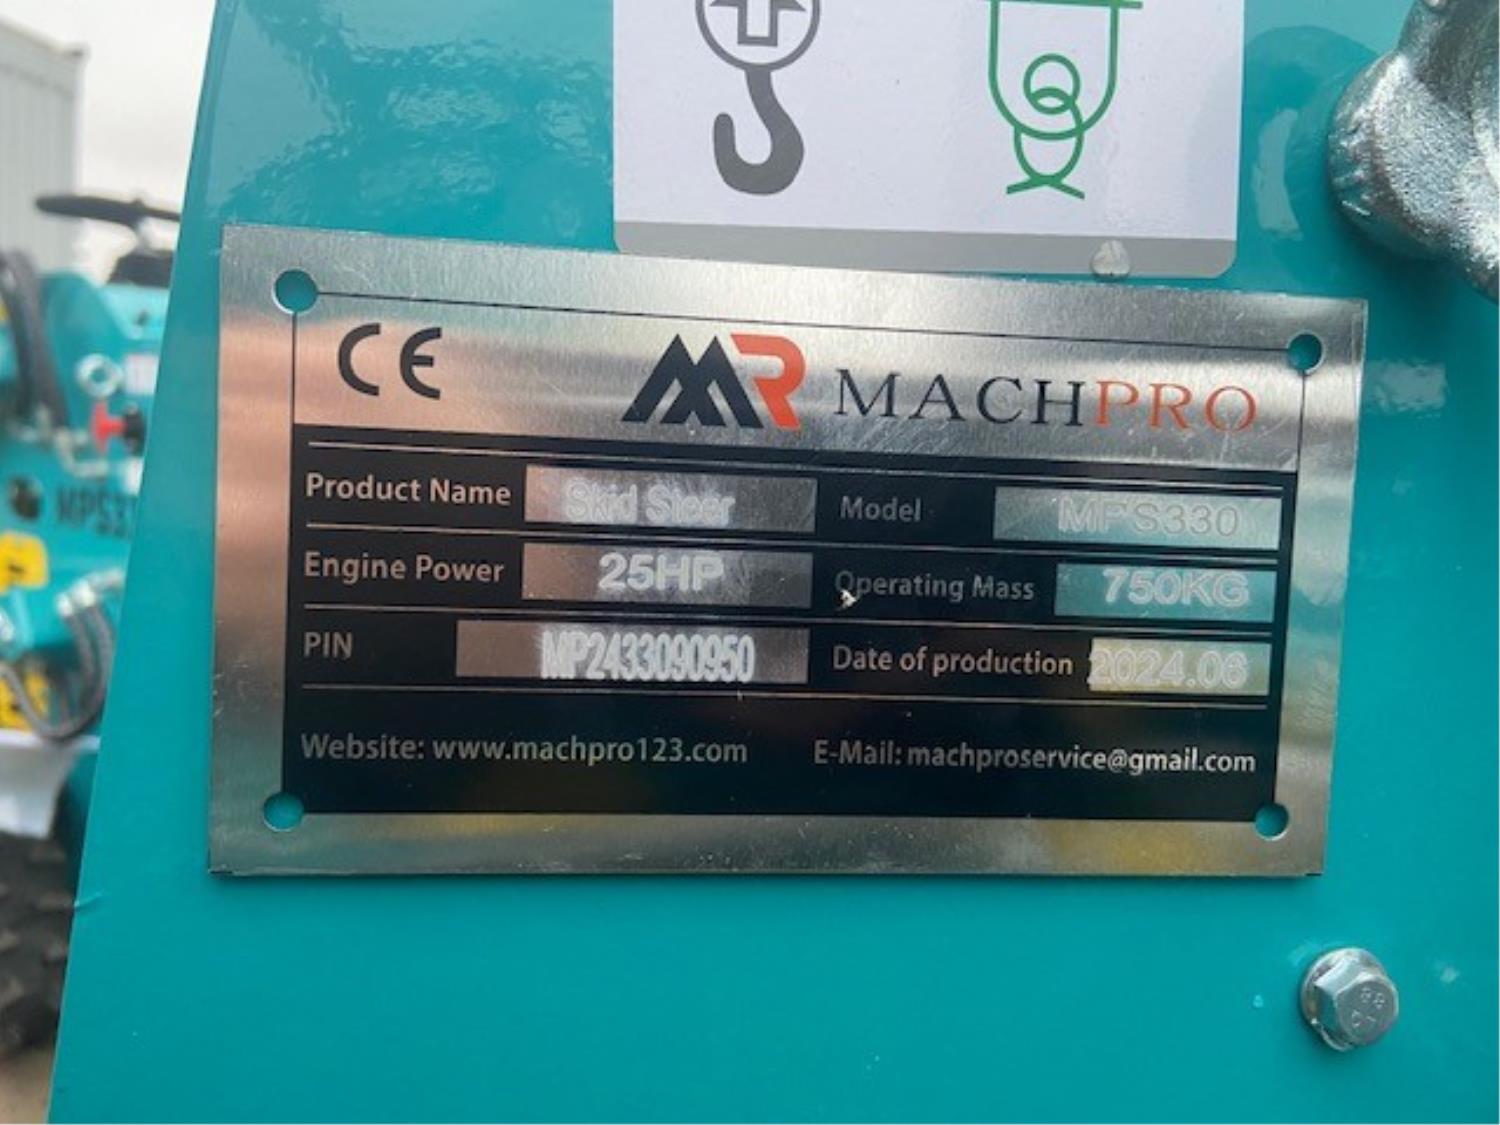 CE MR MACHPRO
Product Name Skid Steer Model MPS330
Engine Power 25HP Operating Mass 750KG
PIN MP2433090950 Date of production 2024.06
Website: www.machpro123.com E-Mail: machproservice@gmail.com